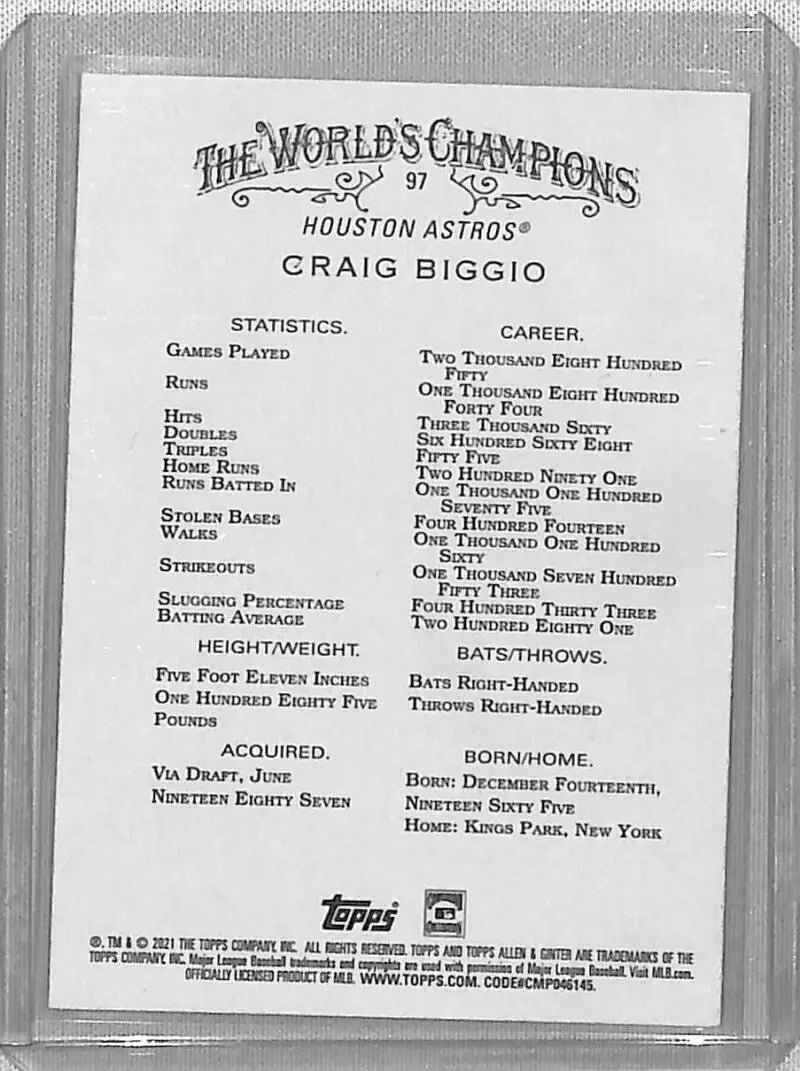 THE WORLD'S CHAMPIONS
97
HOUSTON ASTROS®
CRAIG BIGGIO
STATISTICS. CAREER.
GAMES PLAYED TWO THOUSAND EIGHT HUNDRED
FIFTY
RUNS ONE THOUSAND EIGHT HUNDRED
FORTY FOUR
HITS THREE THOUSAND SIXTY
DOUBLES SIX HUNDRED SIXTY EIGHT
TRIPLES FIFTY FIVE
HOME RUNS TWO HUNDRED NINETY ONE
RUNS BATTED IN ONE THOUSAND ONE HUNDRED
SEVENTY FIVE
STOLEN BASES FOUR HUNDRED FOURTEEN
WALKS ONE THOUSAND ONE HUNDRED
SIXTY
STRIKEOUTS ONE THOUSAND SEVEN HUNDRED
FIFTY THREE
SLUGGING PERCENTAGE FOUR HUNDRED THIRTY THREE
BATTING AVERAGE TWO HUNDRED EIGHTY ONE
HEIGHT/WEIGHT. BATS/THROWS.
FIVE FOOT ELEVEN INCHES BATS RIGHT-HANDED
ONE HUNDRED EIGHTY FIVE THROWS RIGHT-HANDED
POUNDS
ACQUIRED. BORN/HOME.
VIA DRAFT, JUNE BORN: DECEMBER FOURTEENTH,
NINETEEN EIGHTY SEVEN NINETEEN SIXTY FIVE
HOME: KINGS PARK, NEW YORK
Topps
®, TM & © 2021 THE TOPPS COMPANY, INC. ALL RIGHTS RESERVED. TOPPS AND TOPPS ALLEN & GINTER ARE TRADEMARKS OF THE
TOPPS COMPANY, INC. Major League Baseball trademarks and copyrights are used with permission of Major League Baseball. Visit MLB.com.
OFFICIALLY LICENSED PRODUCT OF MLB. WWW.TOPPS.COM. CODE#CMP046145.